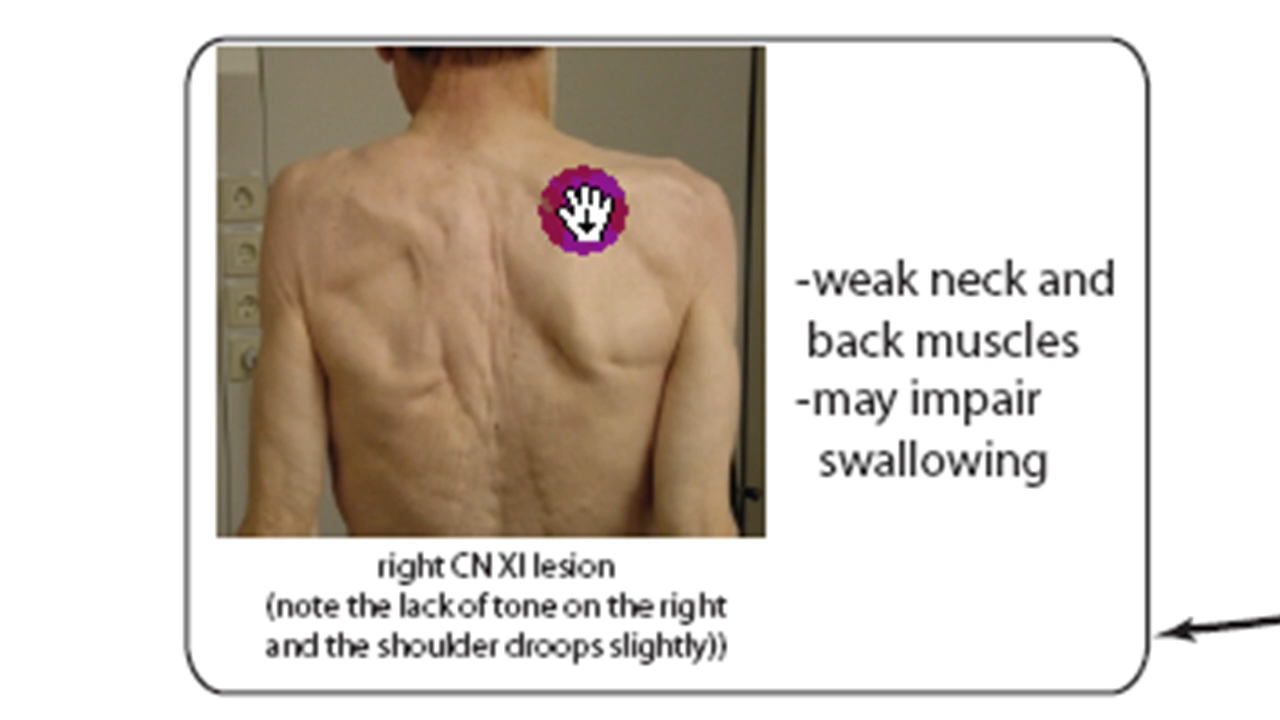 -weak neck and
back muscles
-may impair
swallowing
right CN XI lesion
(note the lack of tone on the right
and the shoulder droops slightly))